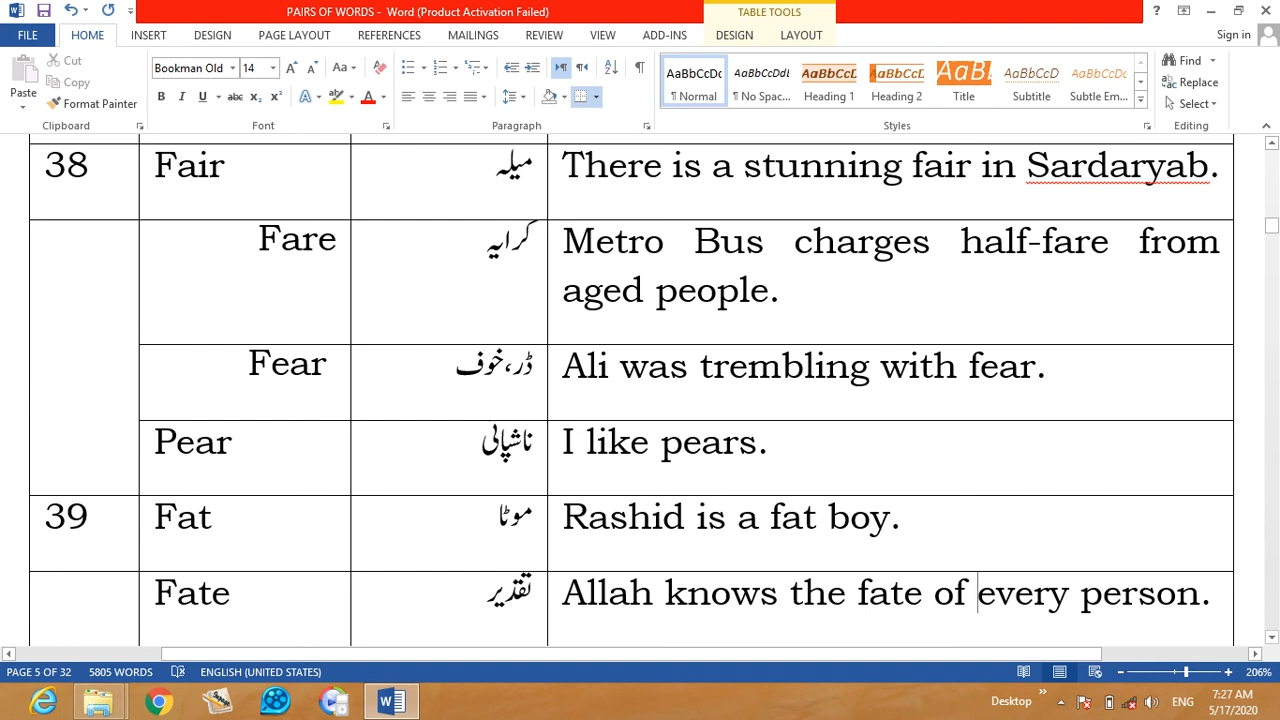 PAIRS OF WORDS - Word (Product Activation Failed)
TABLE TOOLS
FILE HOME INSERT DESIGN PAGE LAYOUT REFERENCES MAILINGS REVIEW VIEW ADD-INS DESIGN LAYOUT Sign in
Cut
Copy
Format Painter
Paste
Bookman Old 14
AaBbCcDc AaBbCcDdI AaBbCcD AaBbCcD AaBl AaBbCcD AaBbCcDc
¶ Normal ¶ No Spac... Heading 1 Heading 2 Title Subtitle Subtle Em...
Find
Replace
Select
Clipboard Font Paragraph Styles Editing
38 Fair میلہ There is a stunning fair in Sardaryab.
Fare کرایہ Metro Bus charges half-fare from
aged people.
Fear ڈر،خوف Ali was trembling with fear.
Pear ناشپاتی I like pears.
39 Fat موٹا Rashid is a fat boy.
Fate تقدیر Allah knows the fate of every person.
PAGE 5 OF 32 5805 WORDS ENGLISH (UNITED STATES) 206%
Desktop ENG 7:27 AM
5/17/2020